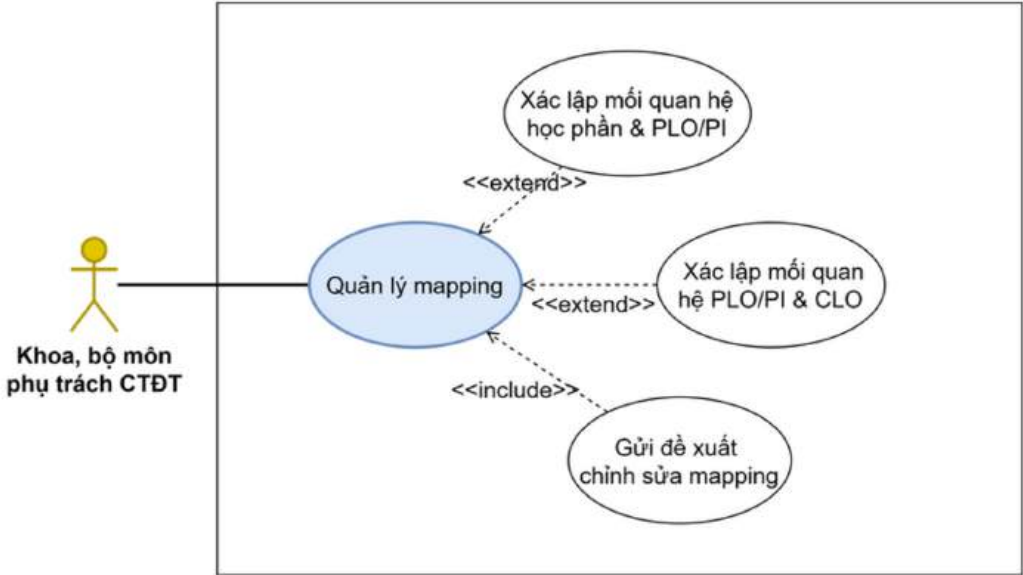 Xác lập mối quan hệ
học phần & PLO/PI
<<extend>>
Quản lý mapping
Xác lập mối quan
hệ PLO/PI & CLO
<<extend>>
Khoa, bộ môn
phụ trách CTĐT
<<include>>
Gửi đề xuất
chỉnh sửa mapping